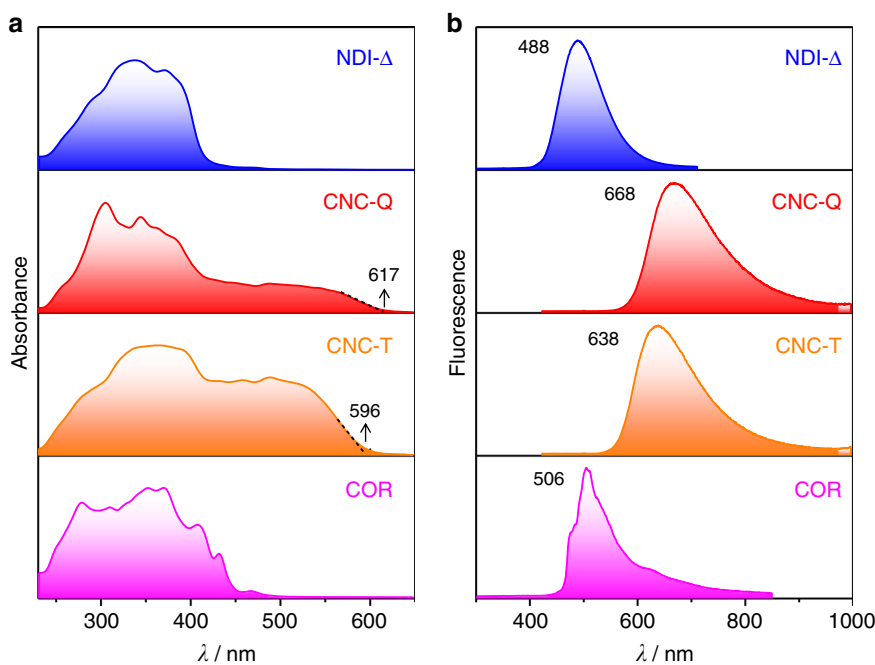 a
NDI-Δ
CNC-Q
617
CNC-T
596
COR
Absorbance
300 400 500 600
λ / nm
b
488
NDI-Δ
668
CNC-Q
638
CNC-T
506
COR
Fluorescence
400 600 800 1000
λ / nm